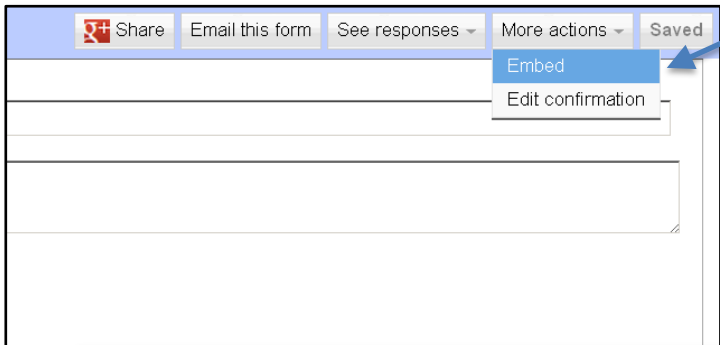 g+ Share Email this form See responses More actions Saved
Embed
Edit confirmation